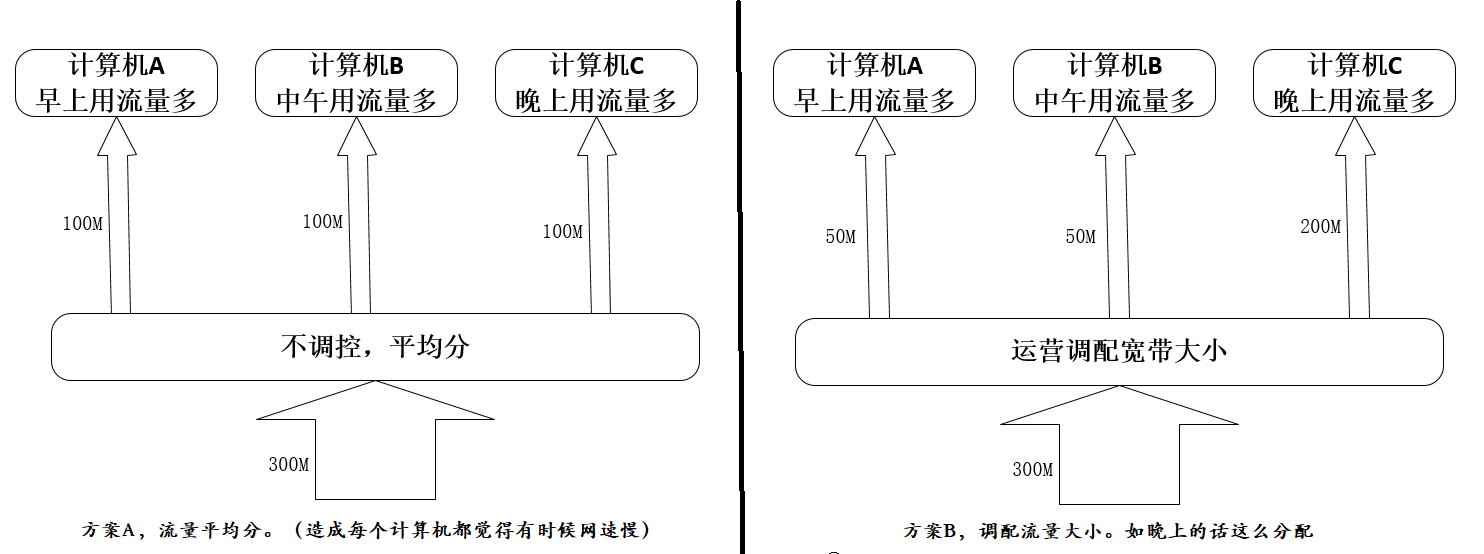 计算机A
早上用流量多
计算机B
中午用流量多
计算机C
晚上用流量多
100M
100M
100M
不调控，平均分
300M
方案A，流量平均分。（造成每个计算机都觉得有时候网速慢）
计算机A
早上用流量多
计算机B
中午用流量多
计算机C
晚上用流量多
50M
50M
200M
运营调配宽带大小
300M
方案B，调配流量大小。如晚上的话这么分配